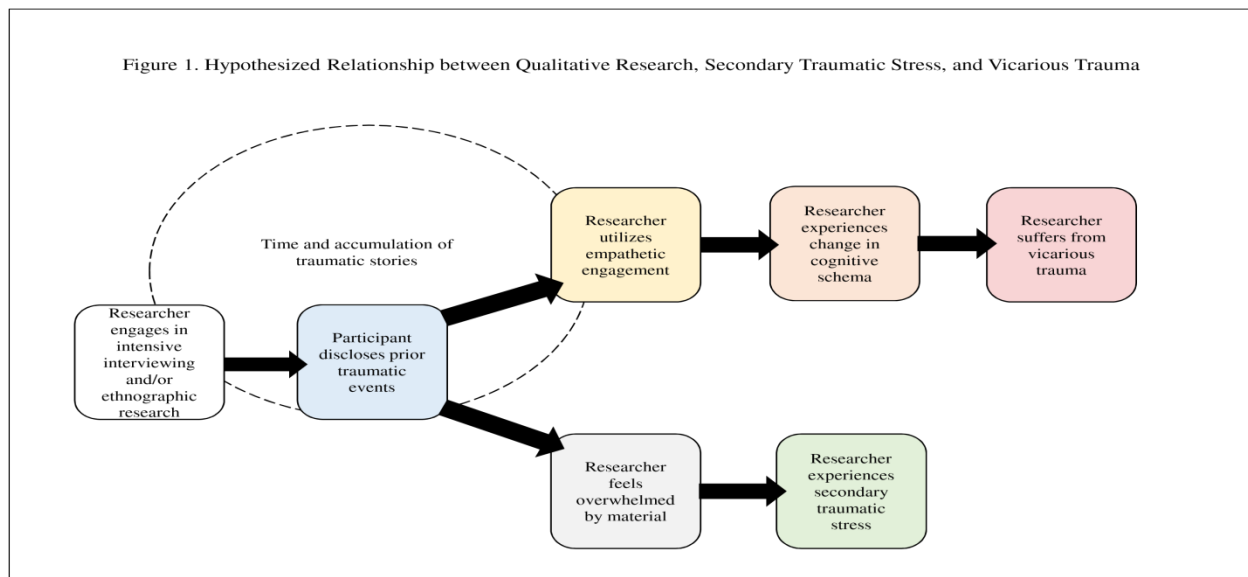 Figure 1. Hypothesized Relationship between Qualitative Research, Secondary Traumatic Stress, and Vicarious Trauma
Time and accumulation of
traumatic stories
Researcher
engages in
intensive
interviewing
and/or
ethnographic
research
Participant
discloses prior
traumatic
events
Researcher
utilizes
empathetic
engagement
Researcher
experiences
change in
cognitive
schema
Researcher
suffers from
vicarious
trauma
Researcher
feels
overwhelmed
by material
Researcher
experiences
secondary
traumatic
stress